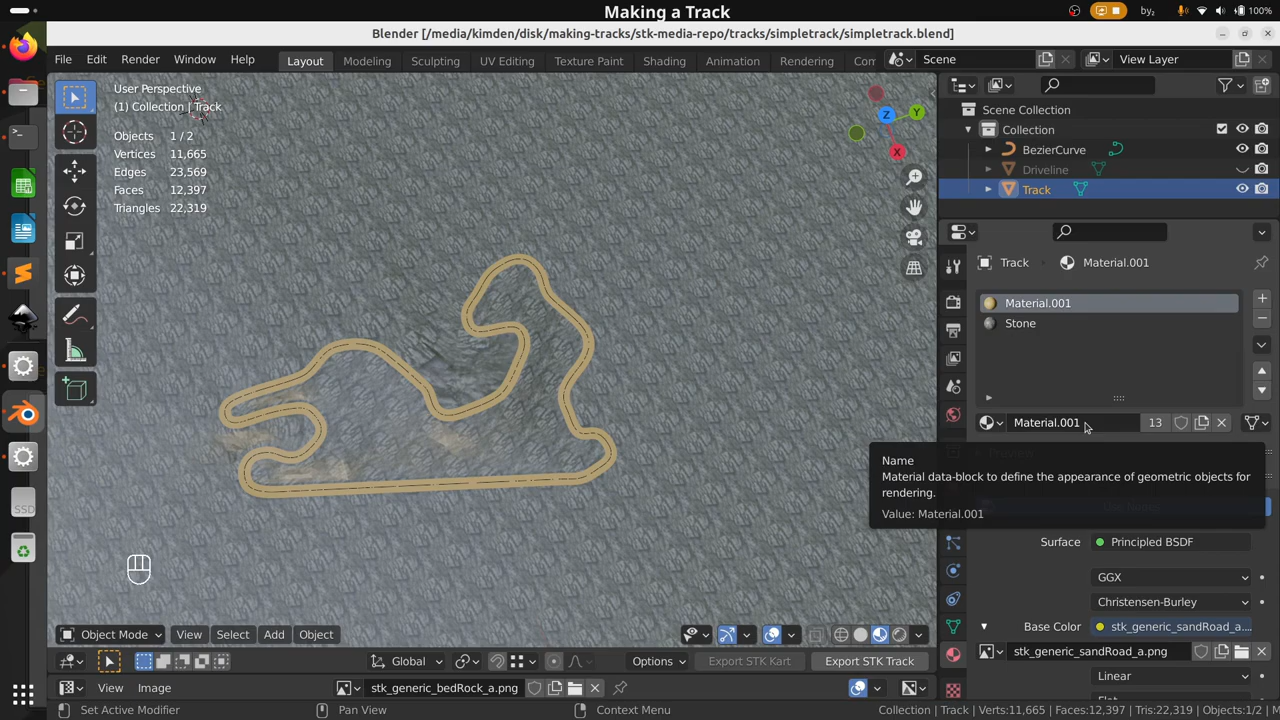 Making a Track
by₂
100%
Blender [/media/kimden/disk/making-tracks/stk-media-repo/tracks/simpletrack/simpletrack.blend]
File Edit Render Window Help
Layout Modeling Sculpting UV Editing Texture Paint Shading Animation Rendering Com
Scene
View Layer
User Perspective
(1) Collection | Track
Objects 1 / 2
Vertices 11,665
Edges 23,569
Faces 12,397
Triangles 22,319
Z
Y
X
Scene Collection
Collection
BezierCurve
Driveline
Track
Track
Material.001
Material.001
Stone
Material.001
13
Name
Material data-block to define the appearance of geometric objects for
rendering.
Value: Material.001
Surface
Principled BSDF
GGX
Christensen-Burley
Base Color
stk_generic_sandRoad_a....
stk_generic_sandRoad_a.png
Linear
SSD
Object Mode View Select Add Object
Global
Options
Export STK Kart
Export STK Track
View Image
stk_generic_bedRock_a.png
Set Active Modifier
Pan View
Context Menu
Collection | Track | Verts:11,665 | Faces:12,397 | Tris:22,319 | Objects:1/2 | M